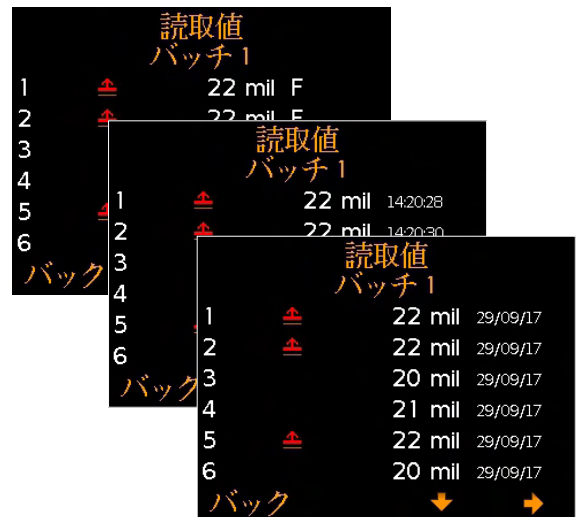 読取値
バッチ1
1 22 mil F
2 22 mil F
3
4
5
6
バック
読取値
バッチ1
1 22 mil 14:20:28
2 22 mil 14:20:30
3
4
5
6
バック
読取値
バッチ1
1 22 mil 29/09/17
2 22 mil 29/09/17
3 20 mil 29/09/17
4 21 mil 29/09/17
5 22 mil 29/09/17
6 20 mil 29/09/17
バック